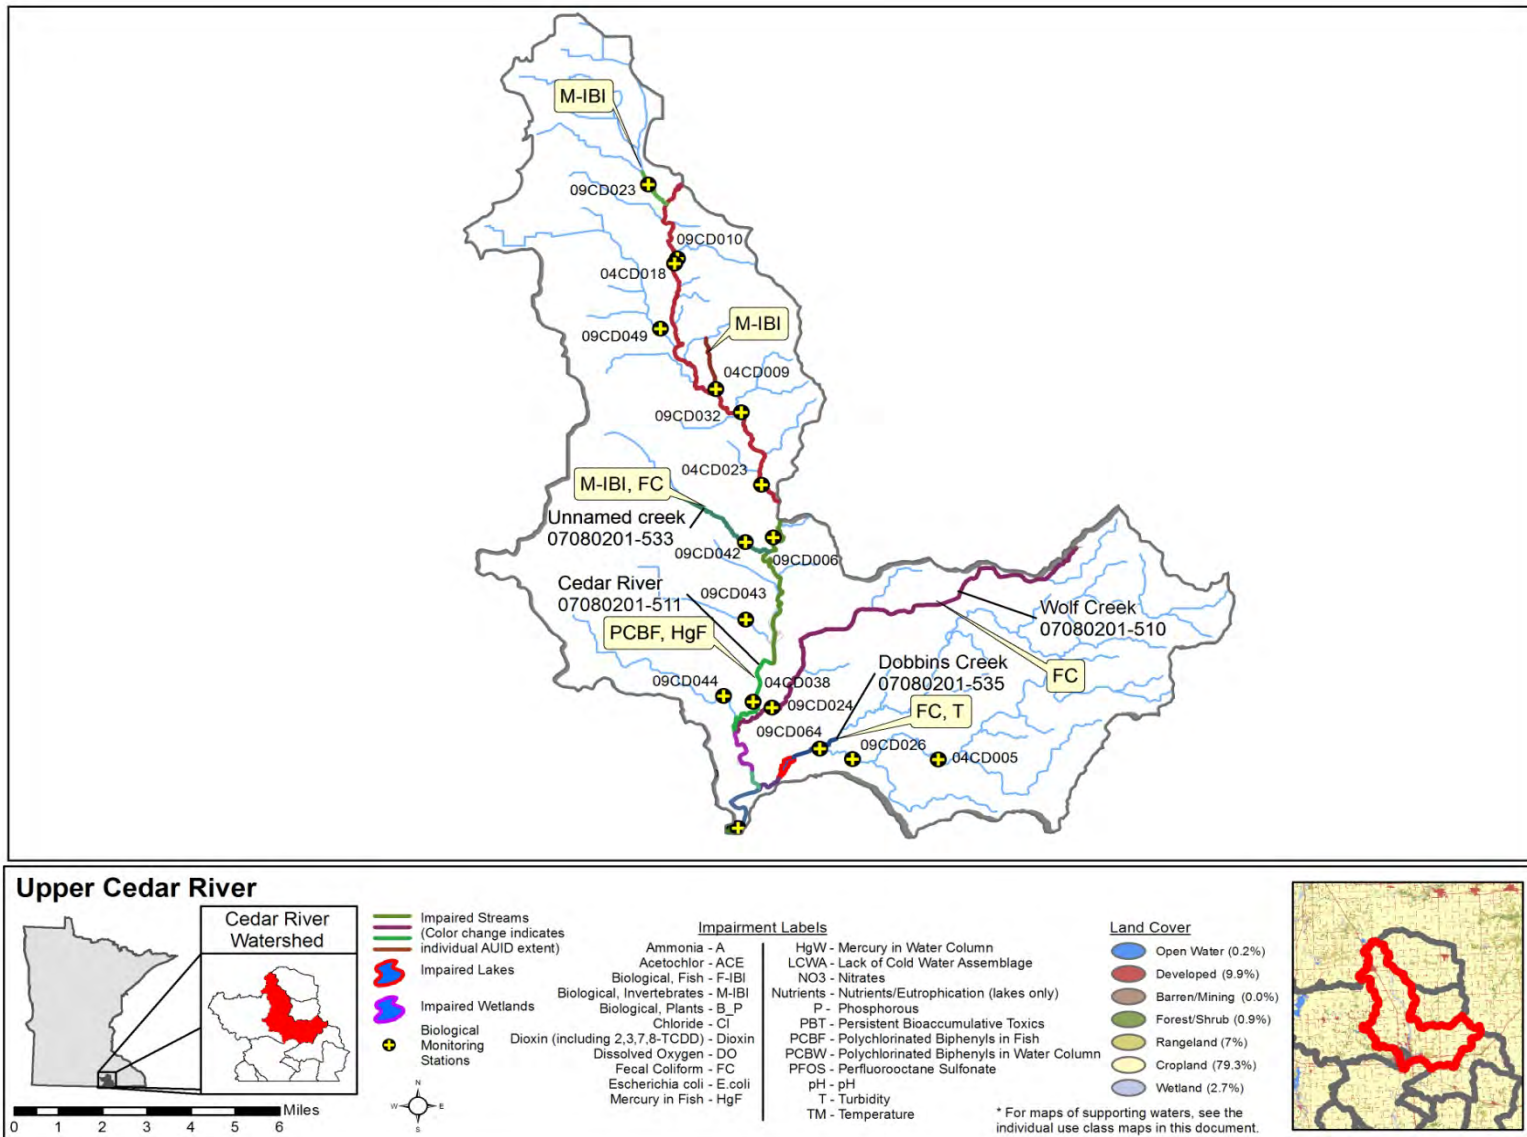 M-IBI
09CD023
09CD010
04CD018
M-IBI
09CD049
04CD009
09CD032
04CD023
M-IBI, FC
Unnamed creek
07080201-533
09CD042
09CD006
Cedar River
07080201-511
09CD043
PCBF, HgF
Wolf Creek
07080201-510
FC
Dobbins Creek
07080201-535
09CD044
04CD038
09CD024
FC, T
09CD064
09CD026
04CD005
Upper Cedar River
Cedar River
Watershed
Miles
0 1 2 3 4 5 6
Impaired Streams
(Color change indicates
individual AUID extent)
Impaired Lakes
Impaired Wetlands
Biological
Monitoring
Stations
N
W E
S
Impairment Labels
Ammonia - A
Acetochlor - ACE
Biological, Fish - F-IBI
Biological, Invertebrates - M-IBI
Biological, Plants - B_P
Chloride - Cl
Dioxin (including 2,3,7,8-TCDD) - Dioxin
Dissolved Oxygen - DO
Fecal Coliform - FC
Escherichia coli - E.coli
Mercury in Fish - HgF
HgW - Mercury in Water Column
LCWA - Lack of Cold Water Assemblage
NO3 - Nitrates
Nutrients - Nutrients/Eutrophication (lakes only)
P - Phosphorous
PBT - Persistent Bioaccumulative Toxics
PCBF - Polychlorinated Biphenyls in Fish
PCBW - Polychlorinated Biphenyls in Water Column
PFOS - Perfluorooctane Sulfonate
pH - pH
T - Turbidity
TM - Temperature
Land Cover
Open Water (0.2%)
Developed (9.9%)
Barren/Mining (0.0%)
Forest/Shrub (0.9%)
Rangeland (7%)
Cropland (79.3%)
Wetland (2.7%)
* For maps of supporting waters, see the
individual use class maps in this document.